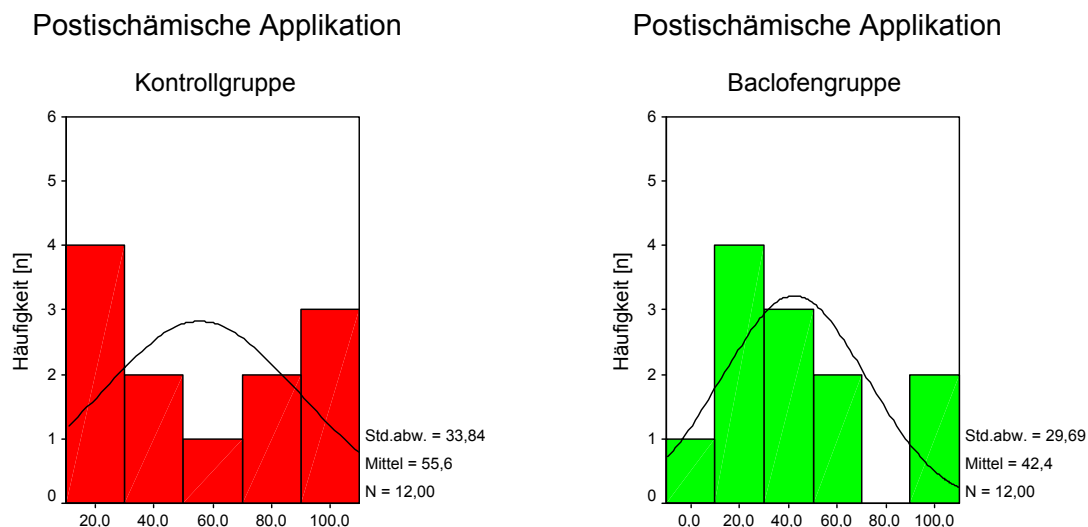 Postischämische Applikation
Kontrollgruppe
6
5
4
3
2
1
0
Häufigkeit [n]
20,0
40,0
60,0
80,0
100,0
Std.abw. = 33,84
Mittel = 55,6
N = 12,00
Postischämische Applikation
Baclofengruppe
6
5
4
3
2
1
0
Häufigkeit [n]
0,0
20,0
40,0
60,0
80,0
100,0
Std.abw. = 29,69
Mittel = 42,4
N = 12,00